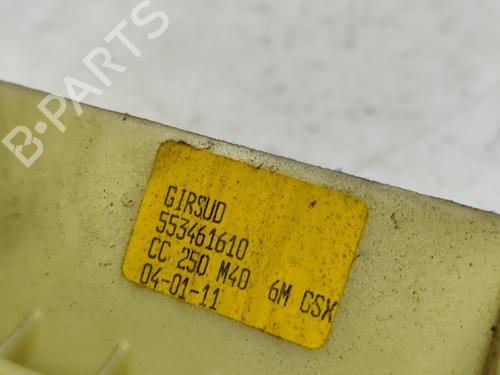 B-PARTS
GIRSUD
553461610
CC 250 M40 6M CSX
04-01-11